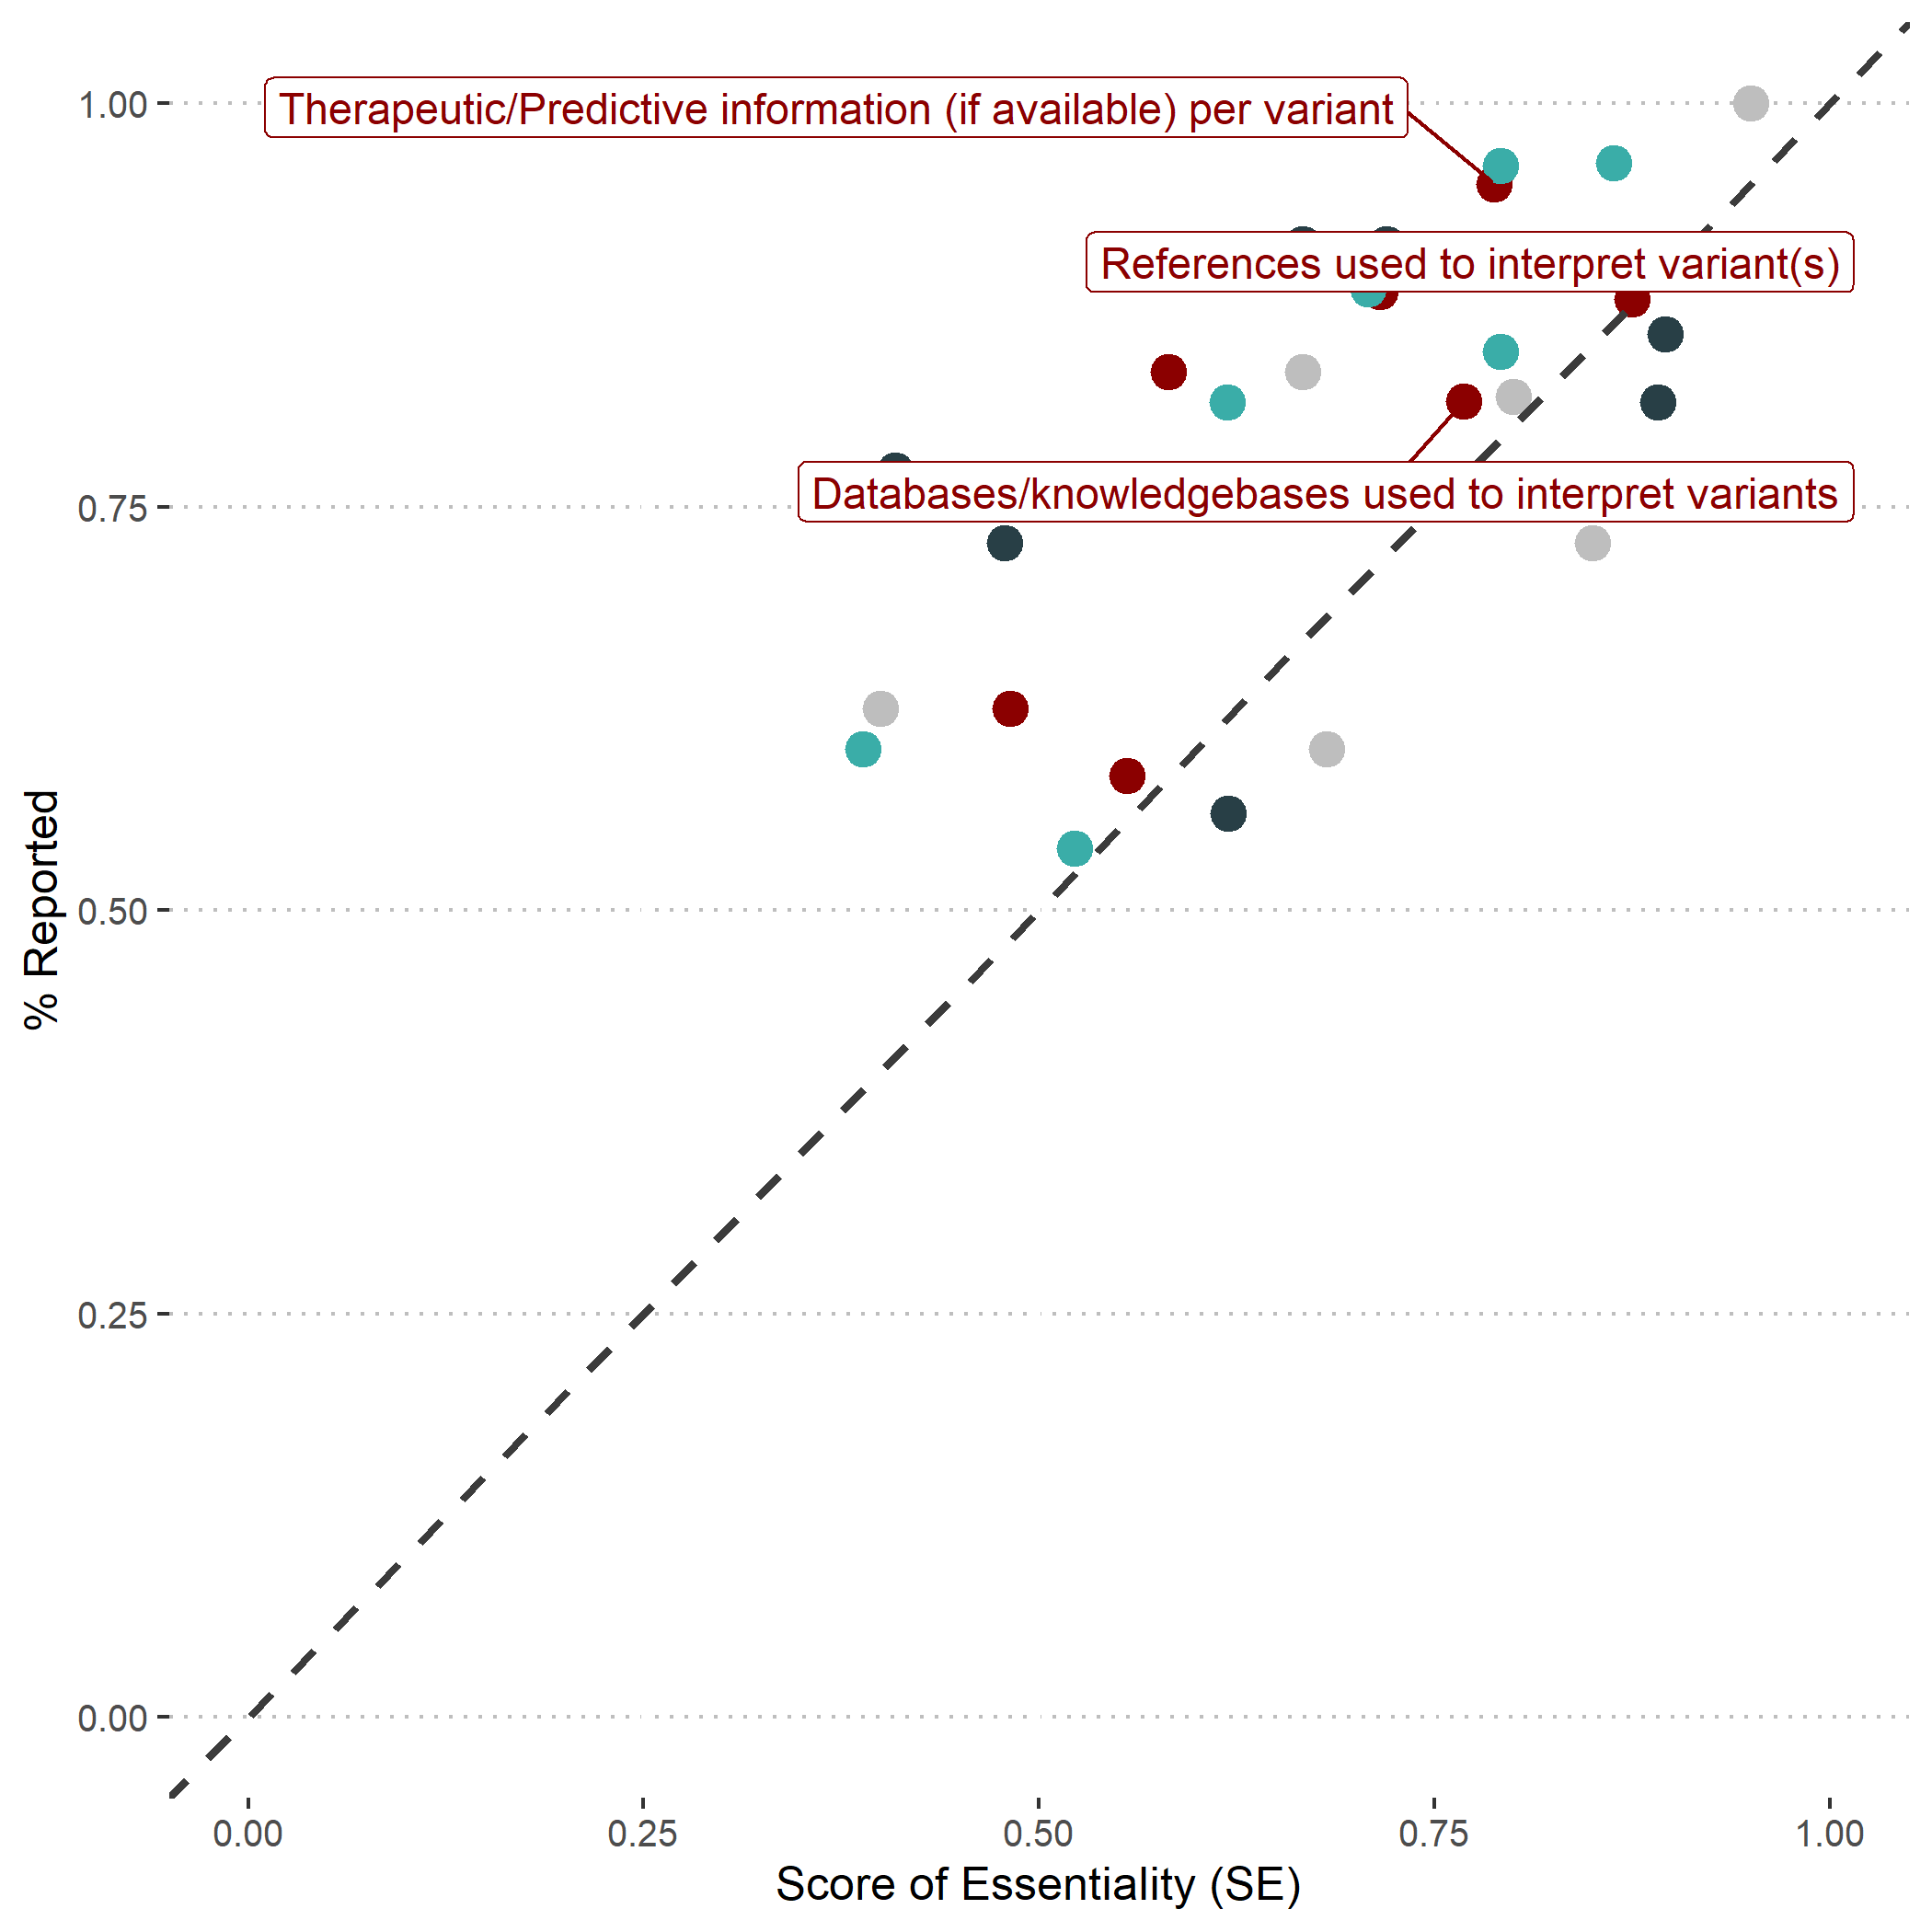 1.00
Therapeutic/Predictive information (if available) per variant
References used to interpret variant(s)
Databases/knowledgebases used to interpret variants
0.75
% Reported
0.50
0.25
0.00
0.00 0.25 0.50 0.75 1.00
Score of Essentiality (SE)